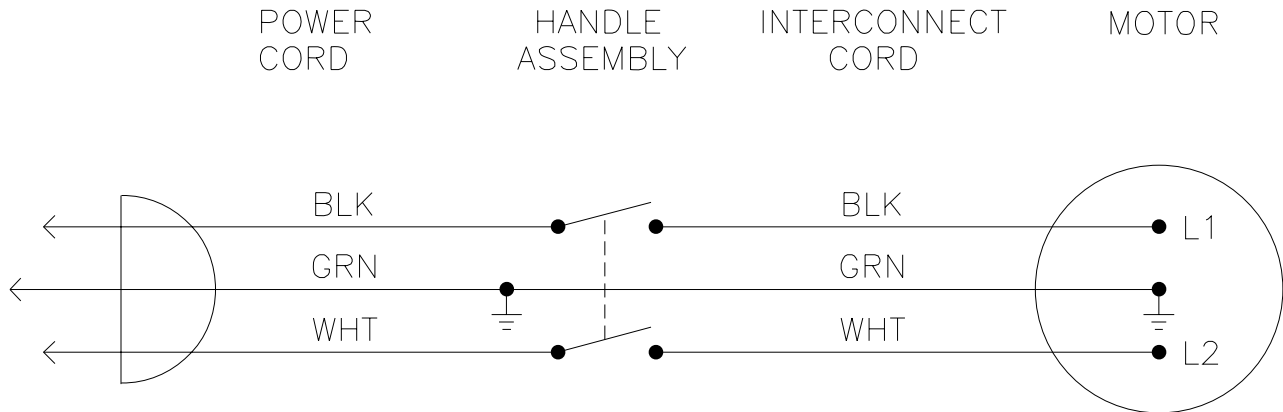 POWER
CORD
HANDLE
ASSEMBLY
INTERCONNECT
CORD
MOTOR
BLK
BLK
L1
GRN
GRN
WHT
WHT
L2